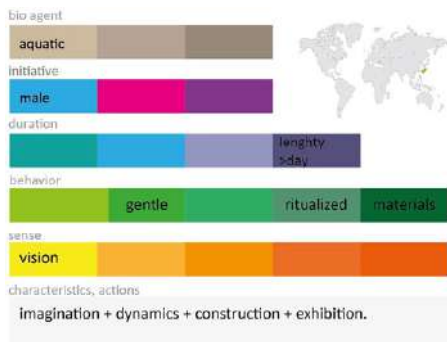 bio agent
aquatic
initiative
male
duration
lenghty
>day
behavior
gentle ritualized materials
sense
vision
characteristics, actions
imagination + dynamics + construction + exhibition.